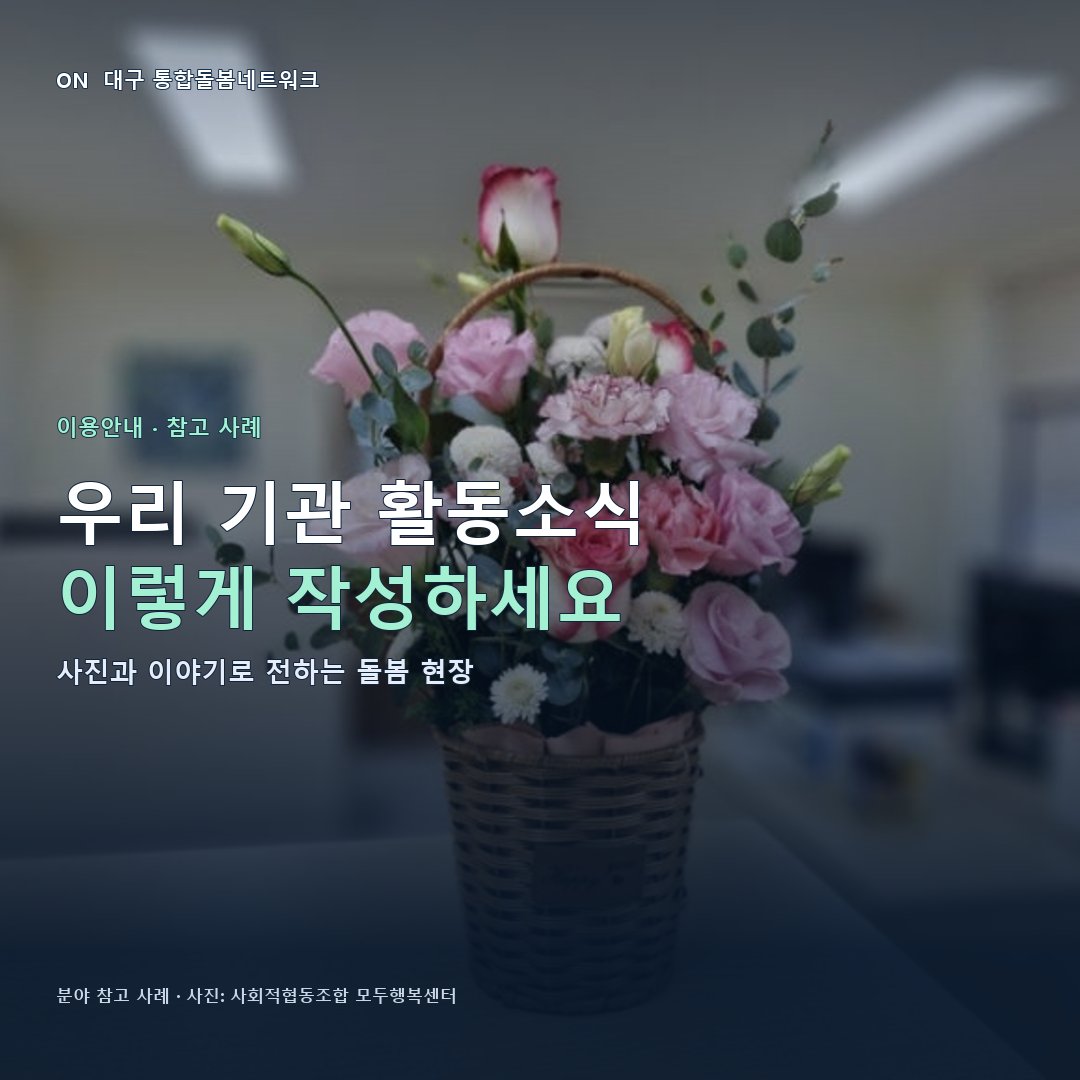 ON 대구 통합돌봄네트워크
이용안내 · 참고 사례
우리 기관 활동소식
이렇게 작성하세요
사진과 이야기로 전하는 돌봄 현장
분야 참고 사례 · 사진: 사회적협동조합 모두행복센터